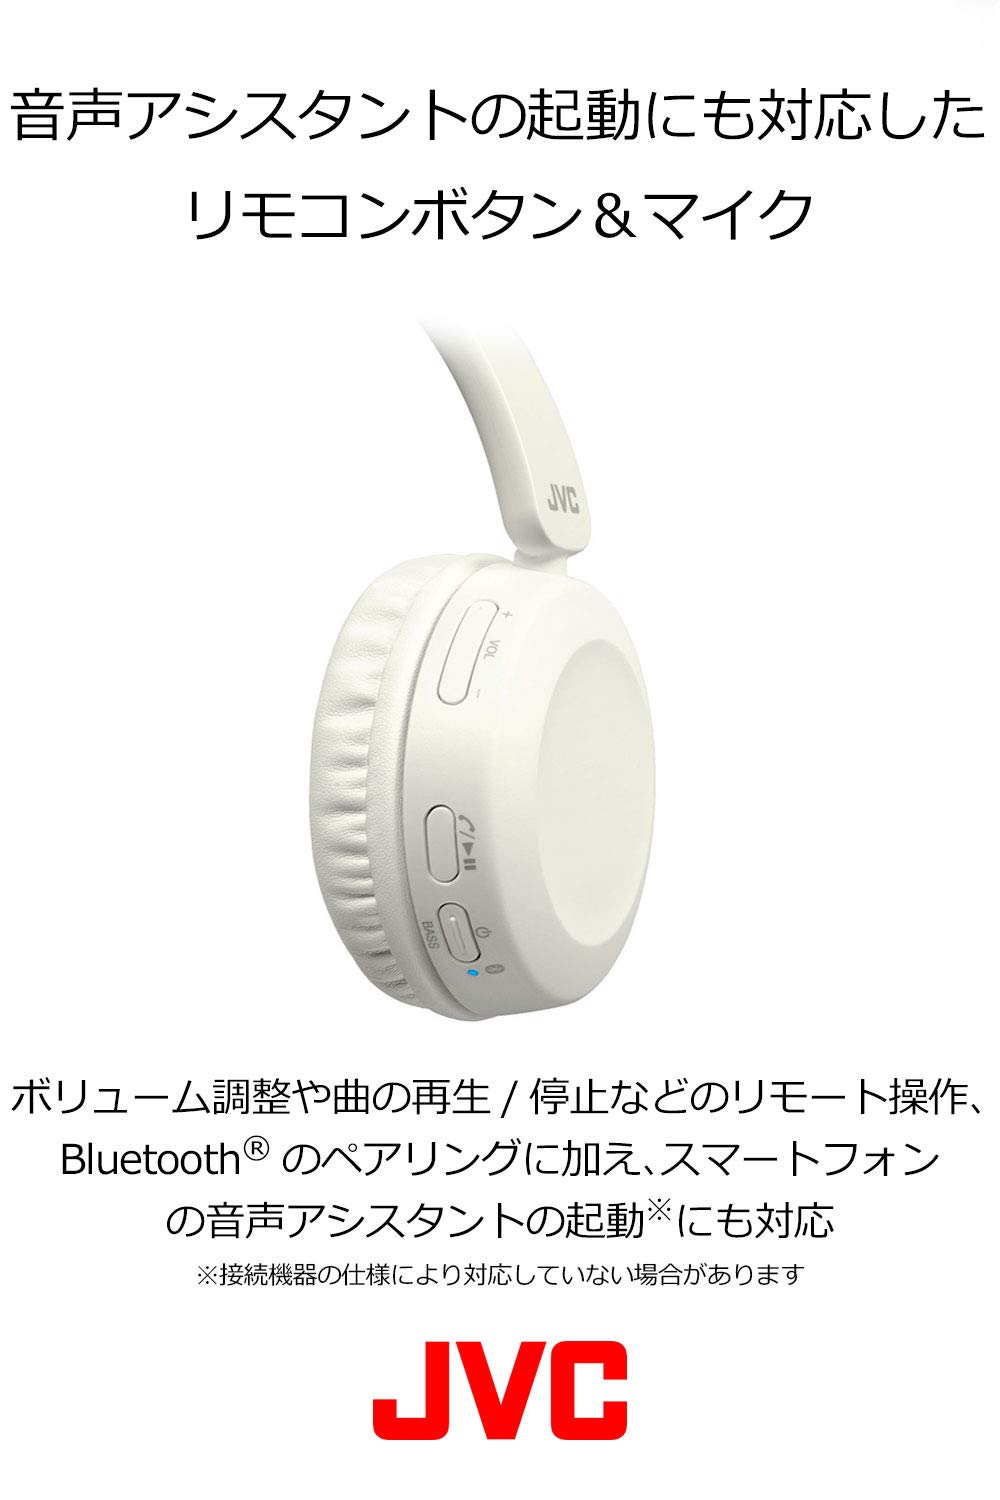 音声アシスタントの起動にも対応した
リモコンボタン＆マイク
JVC
+
VOL
-
BASS
ボリューム調整や曲の再生 / 停止などのリモート操作、
Bluetooth® のペアリングに加え、スマートフォン
の音声アシスタントの起動※にも対応
※接続機器の仕様により対応していない場合があります
JVC